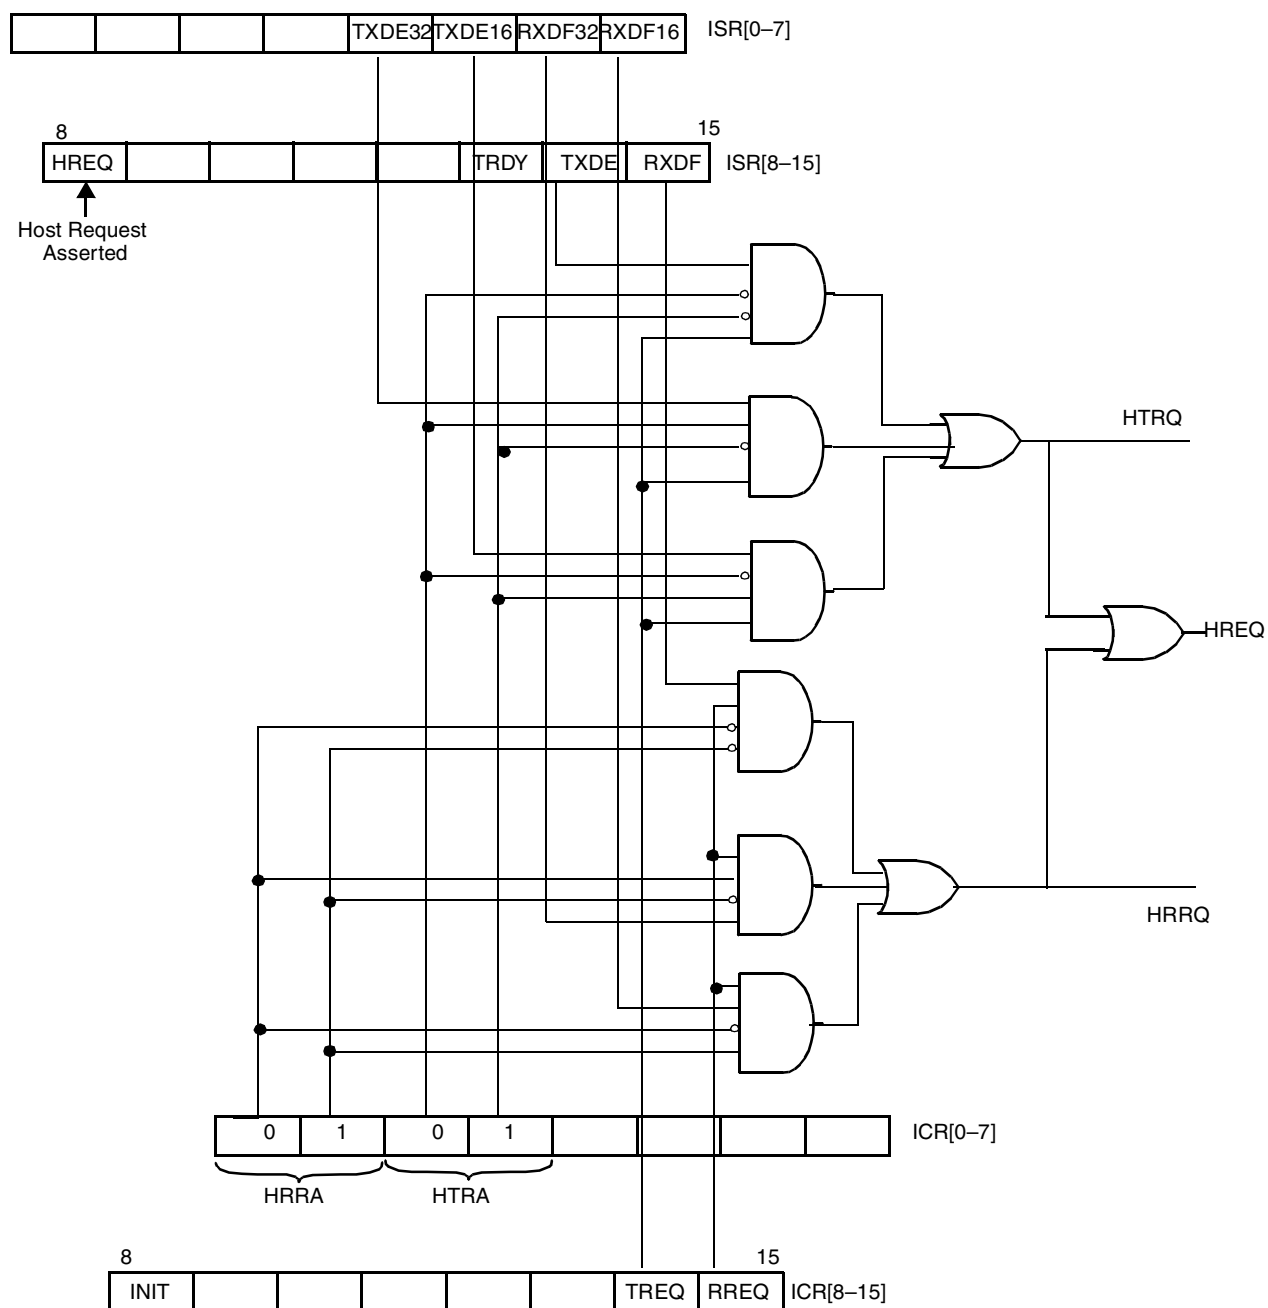 TXDE32 TXDE16 RXDF32 RXDF16 ISR[0–7]
8 15
HREQ TRDY TXDE RXDF ISR[8–15]
Host Request
Asserted
HTRQ
HREQ
HRRQ
0 1 0 1 ICR[0–7]
HRRA HTRA
8 15
INIT TREQ RREQ ICR[8–15]